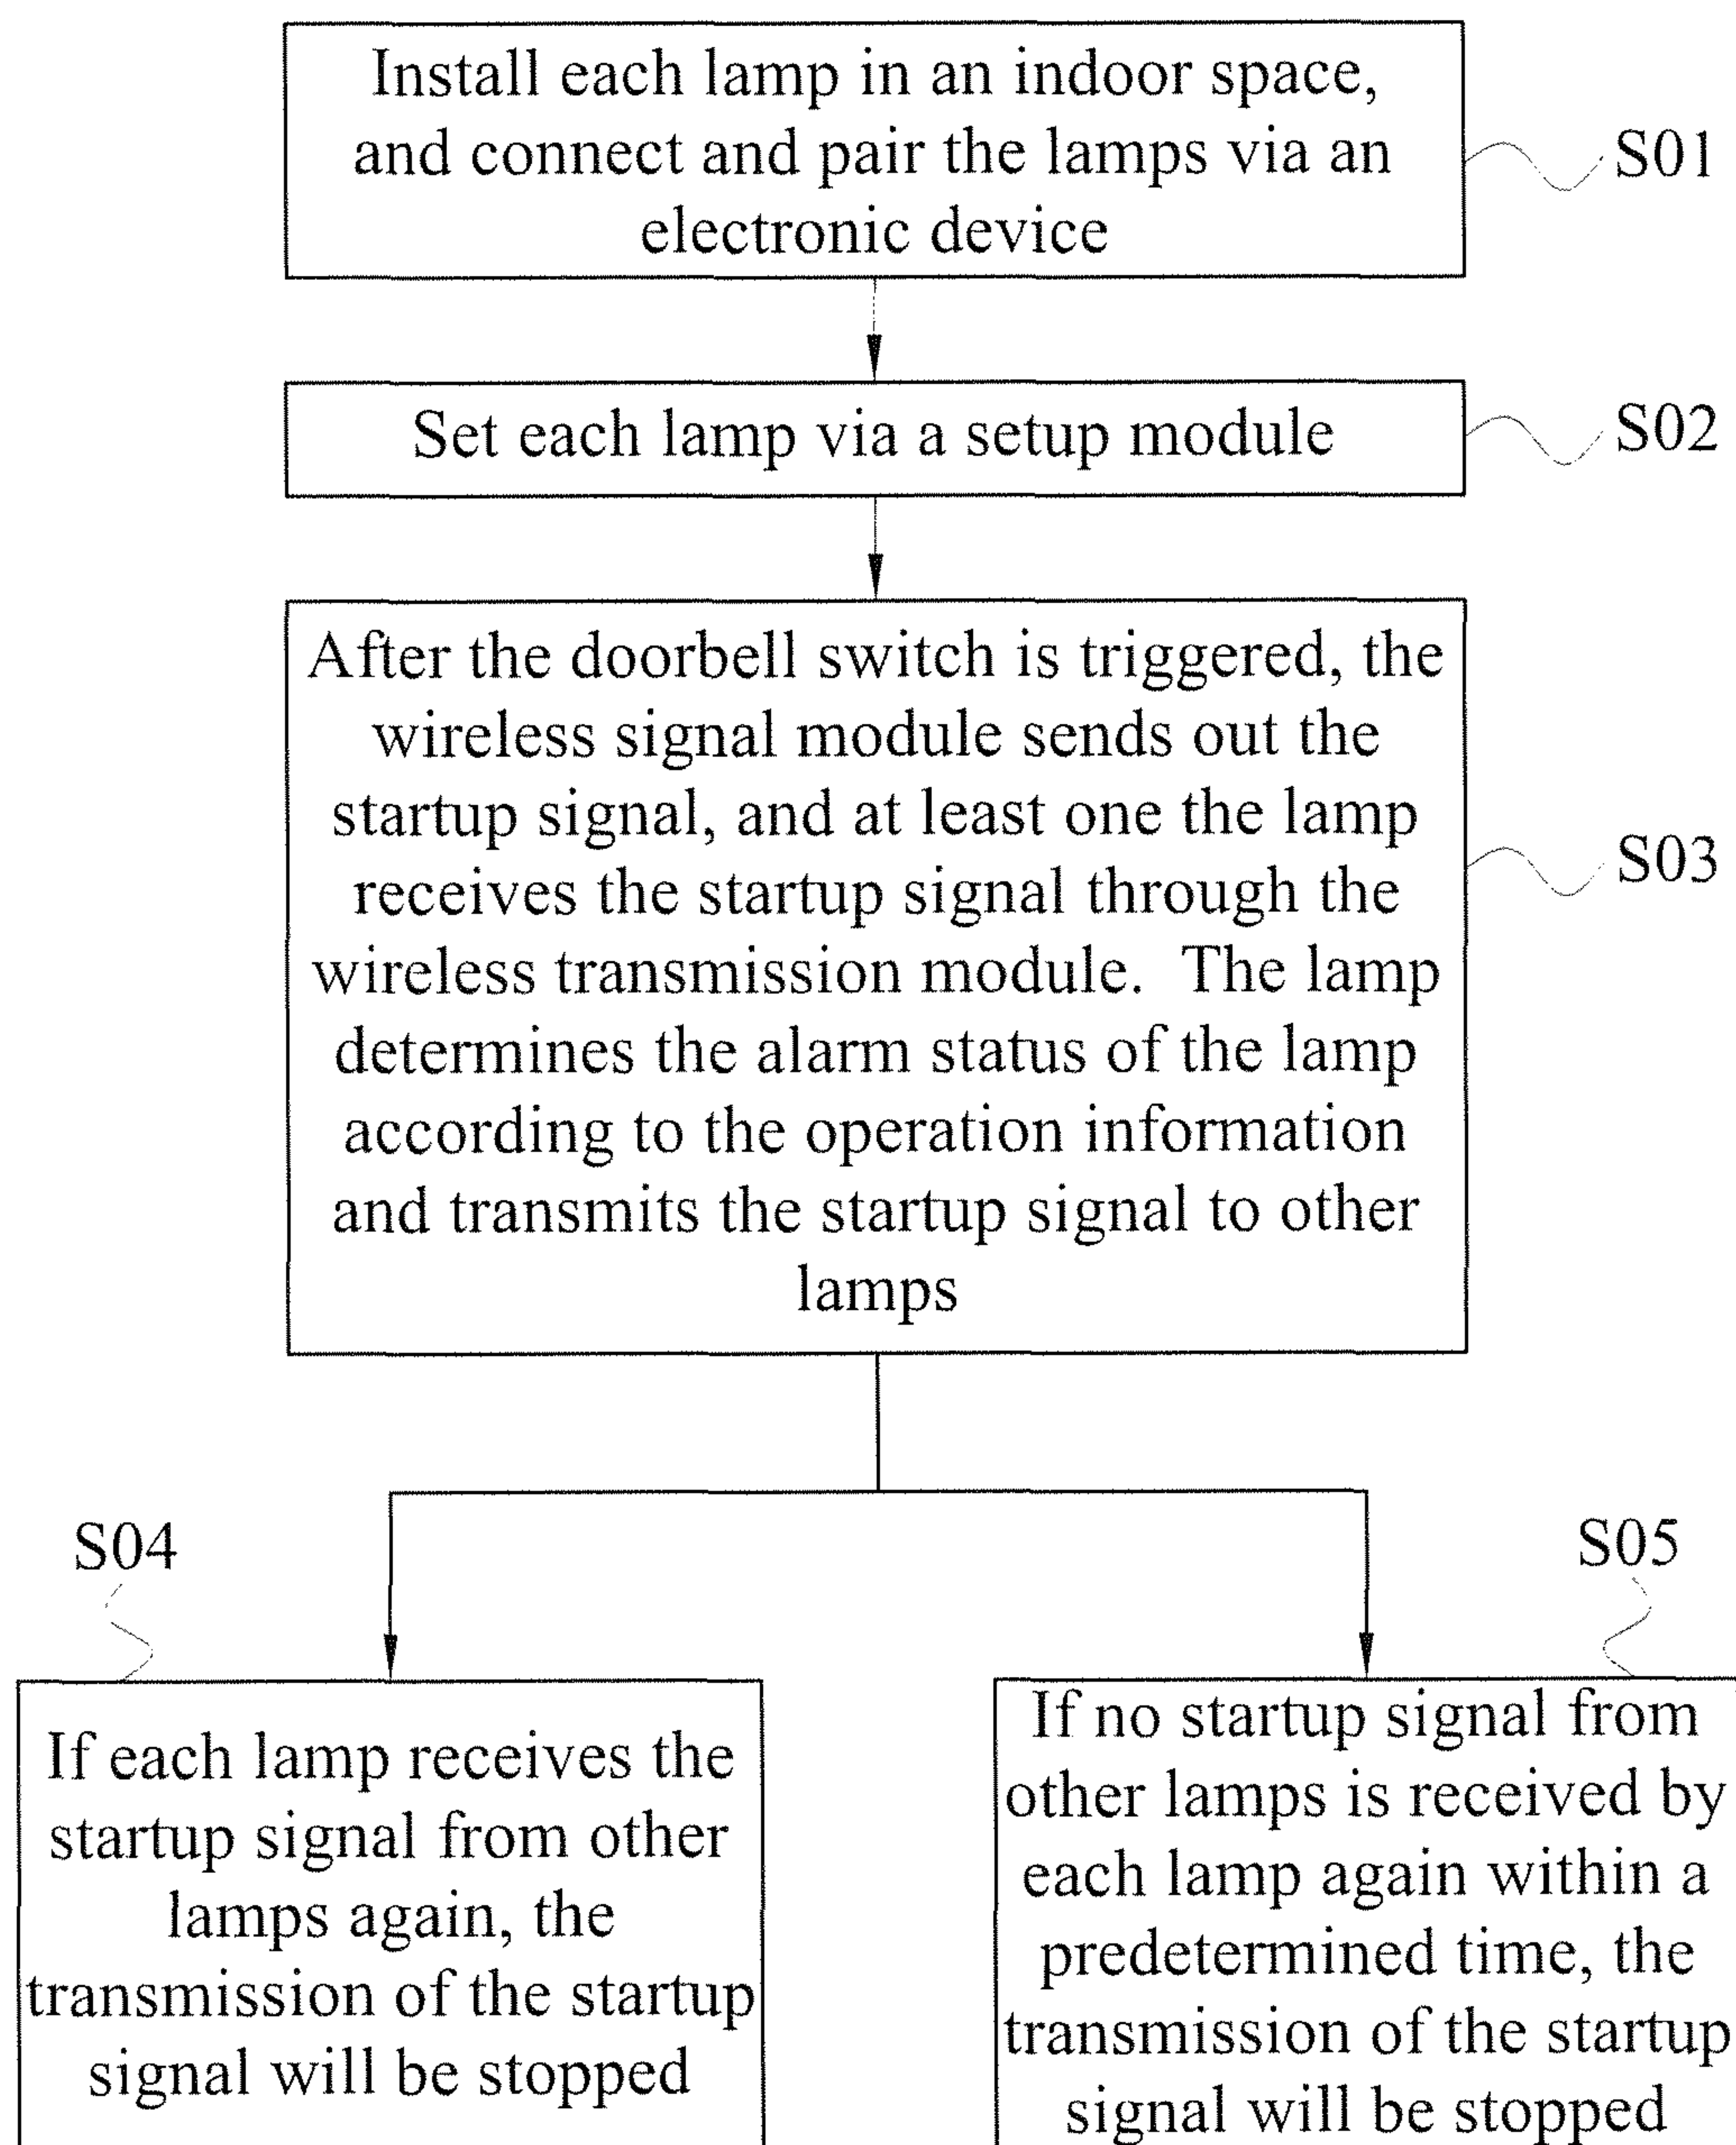 Install each lamp in an indoor space,
and connect and pair the lamps via an
electronic device
S01
Set each lamp via a setup module
S02
After the doorbell switch is triggered, the
wireless signal module sends out the
startup signal, and at least one the lamp
receives the startup signal through the
wireless transmission module. The lamp
determines the alarm status of the lamp
according to the operation information
and transmits the startup signal to other
lamps
S03
S04
If each lamp receives the
startup signal from other
lamps again, the
transmission of the startup
signal will be stopped
S05
If no startup signal from
other lamps is received by
each lamp again within a
predetermined time, the
transmission of the startup
signal will be stopped